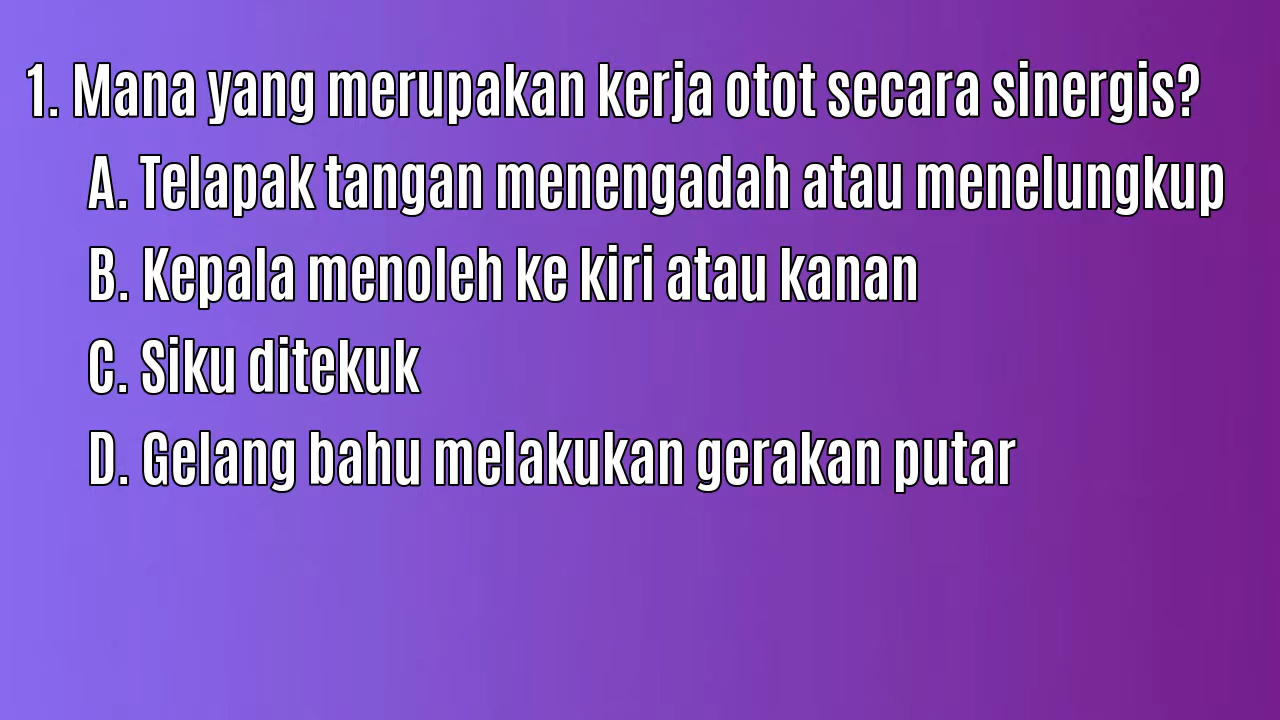 1. Mana yang merupakan kerja otot secara sinergis?
A. Telapak tangan menengadah atau menelungkup
B. Kepala menoleh ke kiri atau kanan
C. Siku ditekuk
D. Gelang bahu melakukan gerakan putar